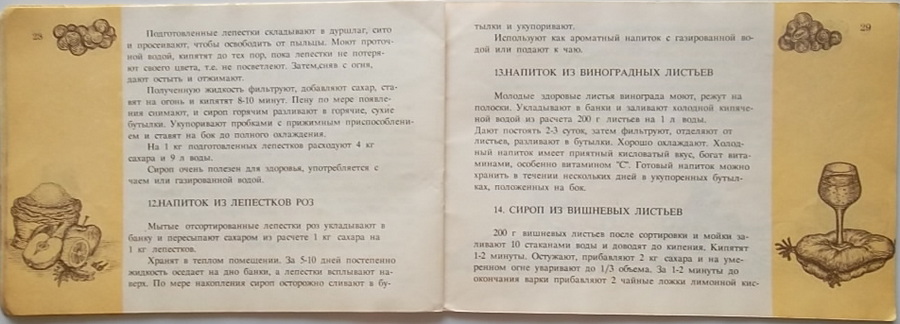 28
Подготовленные лепестки складывают в дуршлаг, сито
и просеивают, чтобы освободить от пыльцы. Моют проточ-
ной водой, кипятят до тех пор, пока лепестки не потеря-
ют своего цвета, т.е. не посветлеют. Затем,сняв с огня,
дают остыть и отжимают.
Полученную жидкость фильтруют, добавляют сахар, ста-
вят на огонь и кипятят 8-10 минут. Пену по мере появле-
ния снимают, и сироп горячим разливают в горячие, сухие
бутылки. Укупоривают пробками с прижимным приспособлени-
ем и ставят на бок до полного охлаждения.
На 1 кг подготовленных лепестков расходуют 4 кг
сахара и 9 л воды.
Сироп очень полезен для здоровья, употребляется с
чаем или газированной водой.
12.НАПИТОК ИЗ ЛЕПЕСТКОВ РОЗ
Мытые отсортированные лепестки роз укладывают в
банку и пересыпают сахаром из расчете 1 кг сахара на
1 кг лепестков.
Хранят в теплом помещении. За 5-10 дней постепенно
жидкость оседает на дно банки, а лепестки всплывают на-
верх. По мере накопления сироп осторожно сливают в бу-
29
тылки и укупоривают.
Используют как ароматный напиток с газированной во-
дой или подают к чаю.
13.НАПИТОК ИЗ ВИНОГРАДНЫХ ЛИСТЬЕВ
Молодые здоровые листья винограда моют, режут на
полоски. Укладывают в банки и заливают холодной кипяче-
ной водой из расчета 200 г листьев на 1 л воды.
Дают постоять 2-3 суток, затем фильтруют, отделяют от
листьев, разливают в бутылки. Хорошо охлаждают. Холод-
ный напиток имеет приятный кисловатый вкус, богат вита-
минами, особенно витамином "С". Готовый напиток можно
хранить в течении нескольких дней в укупоренных бутыл-
ках, положенных на бок.
14. СИРОП ИЗ ВИШНЕВЫХ ЛИСТЬЕВ
200 г вишневых листьев после сортировки и мойки за-
ливают 10 стаканами воды и доводят до кипения. Кипятят
1-2 минуты. Остужают, прибавляют 2 кг сахара и на уме-
ренном огне уваривают до 1/3 объема. За 1-2 минуты до
окончания варки прибавляют 2 чайные ложки лимонной кис-